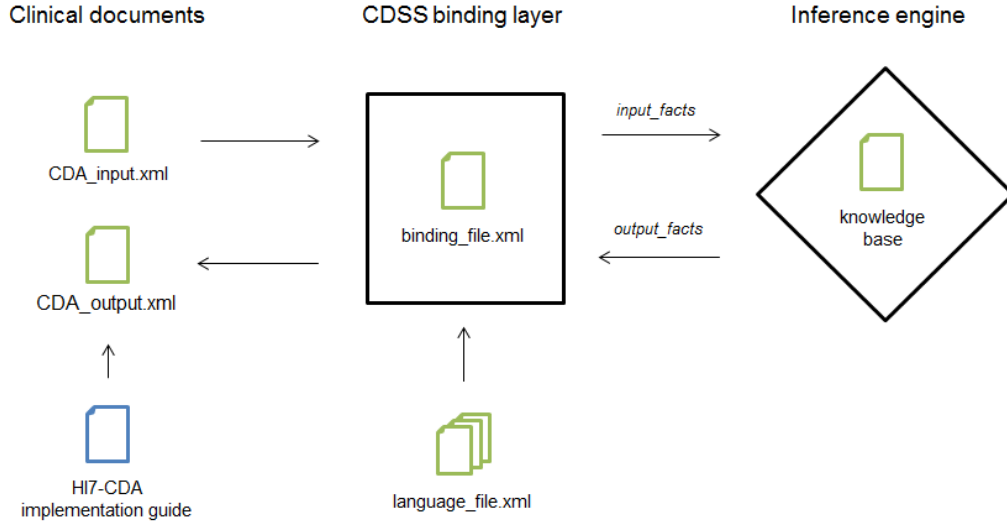 Clinical documents
CDSS binding layer
Inference engine
CDA_input.xml
input_facts
binding_file.xml
knowledge
base
output_facts
CDA_output.xml
Hl7-CDA
implementation guide
language_file.xml